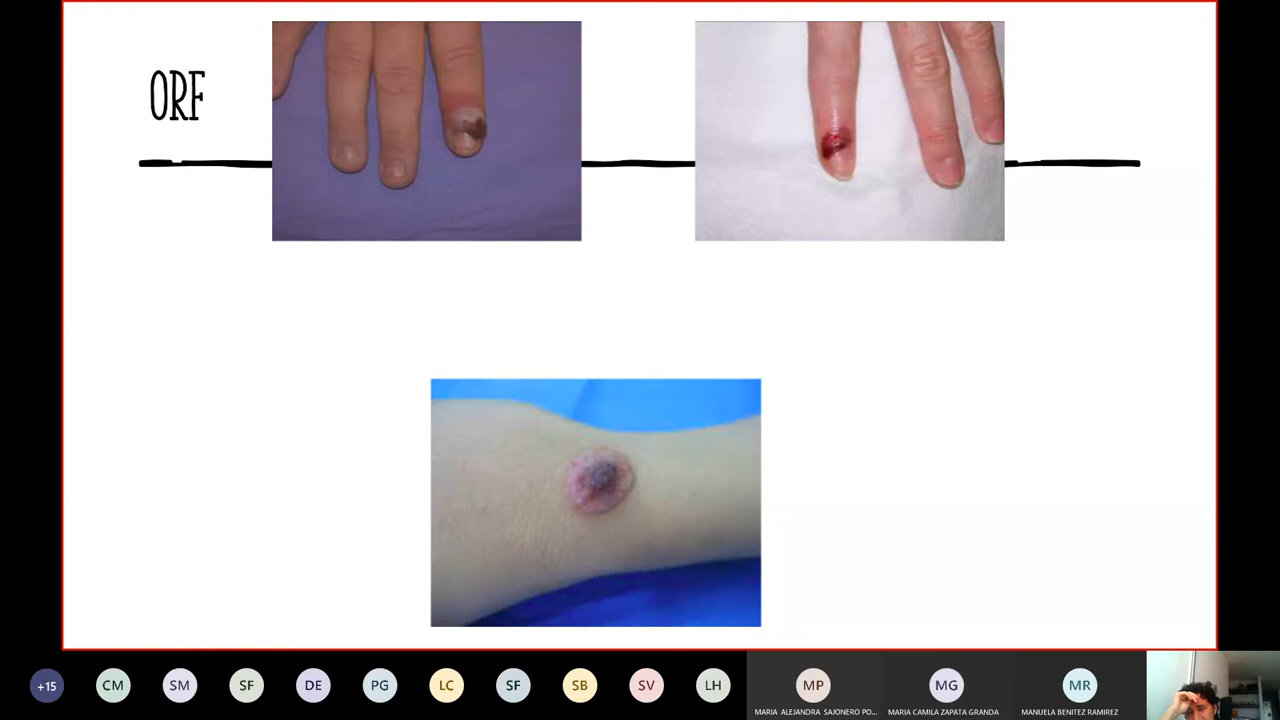 ORF
+15
CM
SM
SF
DE
PG
LC
SF
SB
SV
LH
MP
MG
MR
MARIA ALEJANDRA SAJONERO PO...
MARIA CAMILA ZAPATA GRANDA
MANUELA BENITEZ RAMIREZ